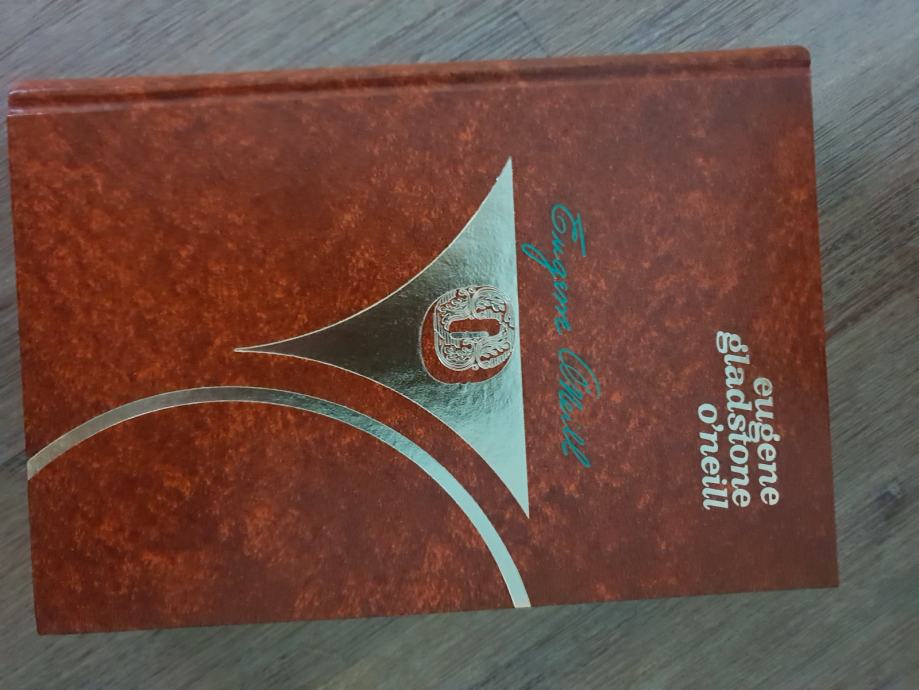 eugene
gladstone
o'neill
Eugene O'Neill
O